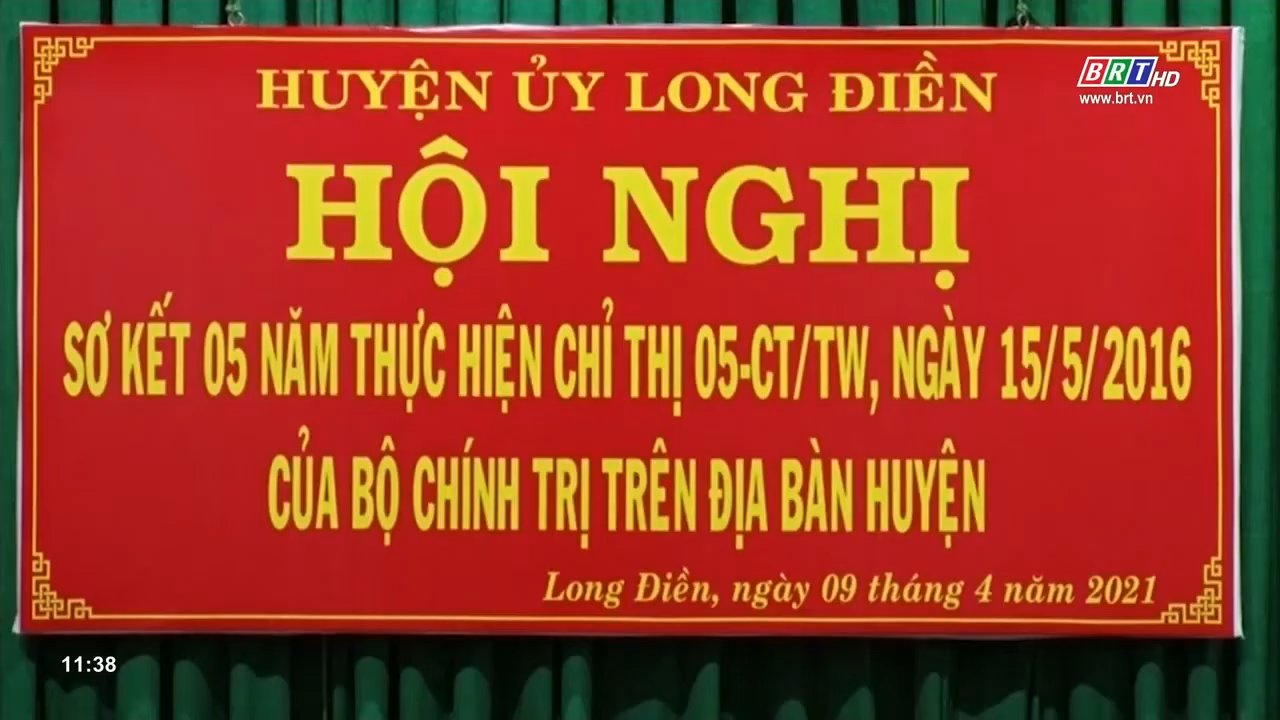 BRT HD
www.brt.vn
HUYỆN ỦY LONG ĐIỀN
HỘI NGHỊ
SƠ KẾT 05 NĂM THỰC HIỆN CHỈ THỊ 05-CT/TW, NGÀY 15/5/2016
CỦA BỘ CHÍNH TRỊ TRÊN ĐỊA BÀN HUYỆN
Long Điền, ngày 09 tháng 4 năm 2021
11:38